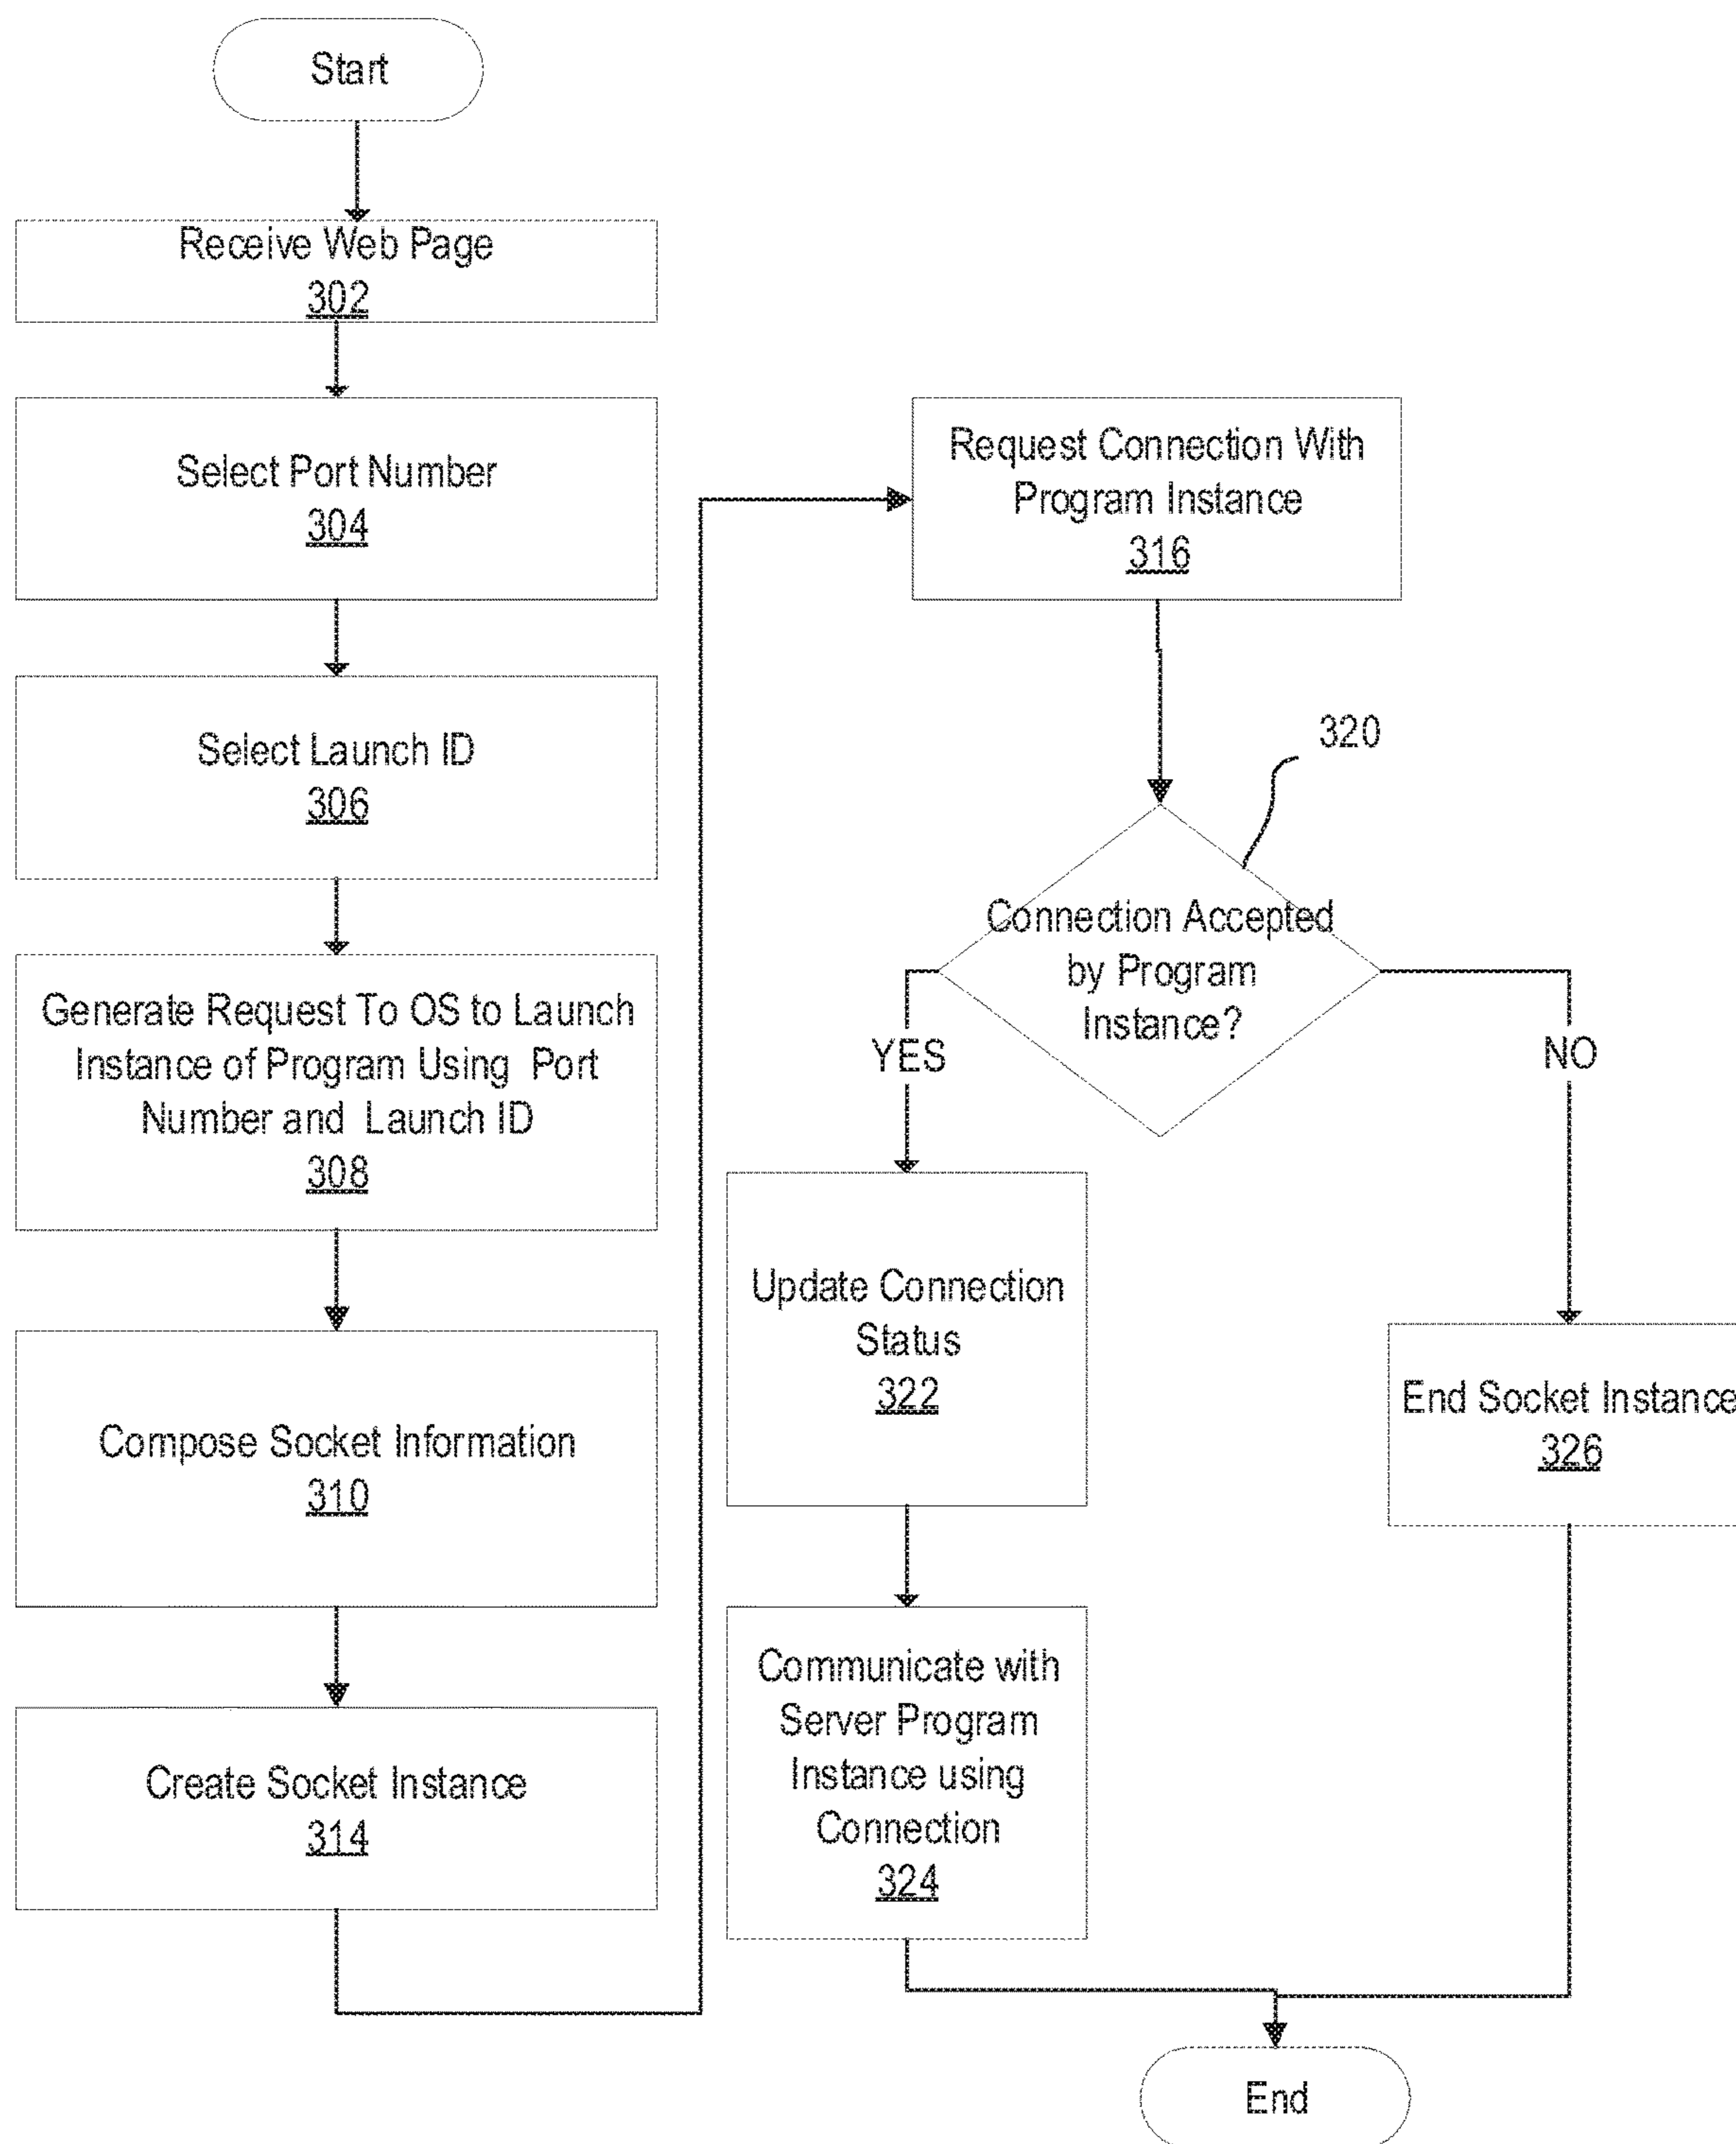 Start
Receive Web Page
302
Select Port Number
304
Select Launch ID
306
Generate Request To OS to Launch
Instance of Program Using Port
Number and Launch ID
308
Compose Socket Information
310
Create Socket Instance
314
Request Connection With
Program Instance
316
320
Connection Accepted
by Program
Instance?
YES
NO
Update Connection
Status
322
Communicate with
Server Program
Instance using
Connection
324
End Socket Instance
326
End